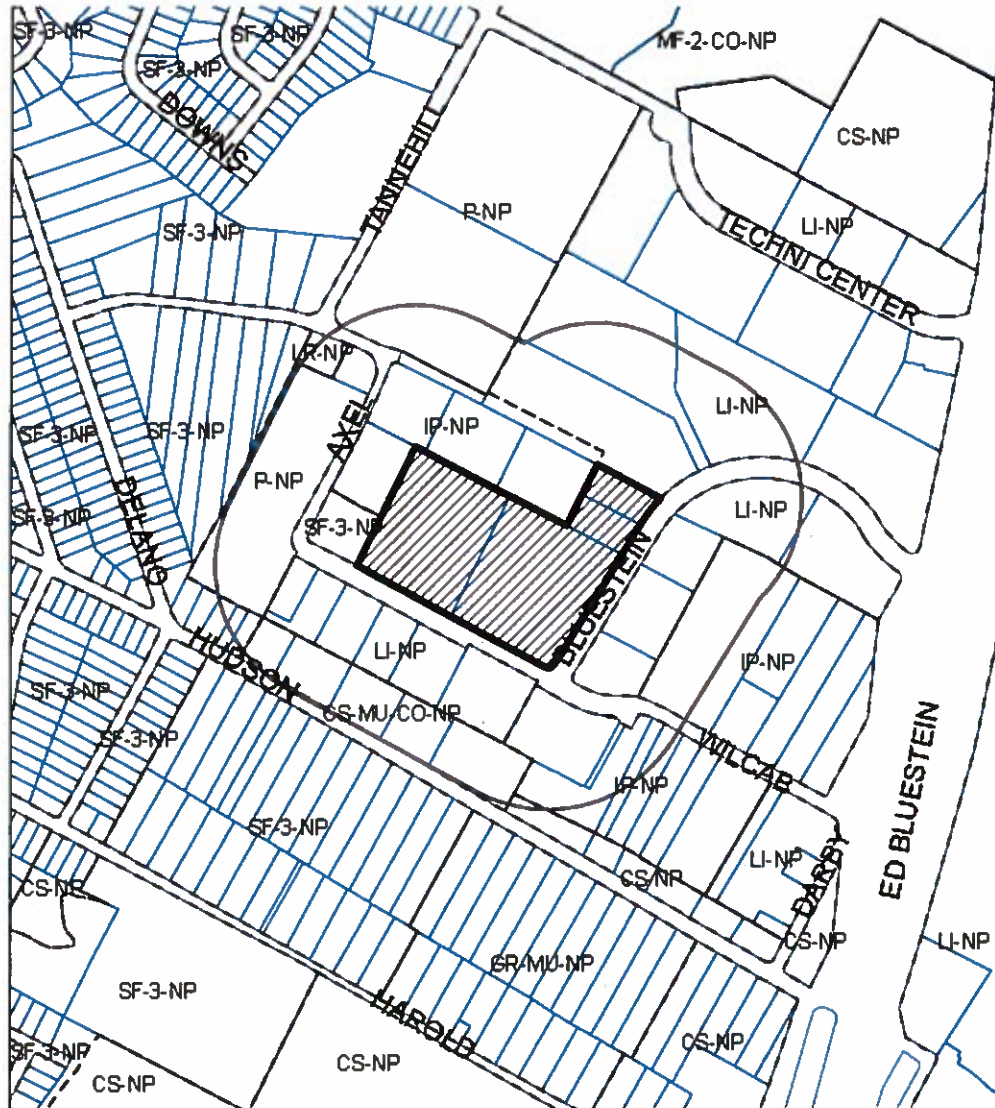 SF-3-NP
SF-3-NP
MF-2-CO-NP
SF-3-NP
DOWNS
CS-NP
TANNEHILL
P-NP
LI-NP
SF-3-NP
TECHNI CENTER
LR-NP
LI-NP
AXEL
IP-NP
SF-3-NP
SF-3-NP
P-NP
LI-NP
SF-3-NP
SF-3-NP
DELANO
BLUESTEIN
HUDSON
LI-NP
IP-NP
SF-3-NP
CS-MU-CO-NP
SF-3-NP
WILCAB
IP-NP
ED BLUESTEIN
SF-3-NP
LI-NP
DARBY
CS-NP
CS-NP
CS-NP
LI-NP
GR-MU-NP
SF-3-NP
HAROLD
CS-NP
SF-3-NP
CS-NP
CS-NP